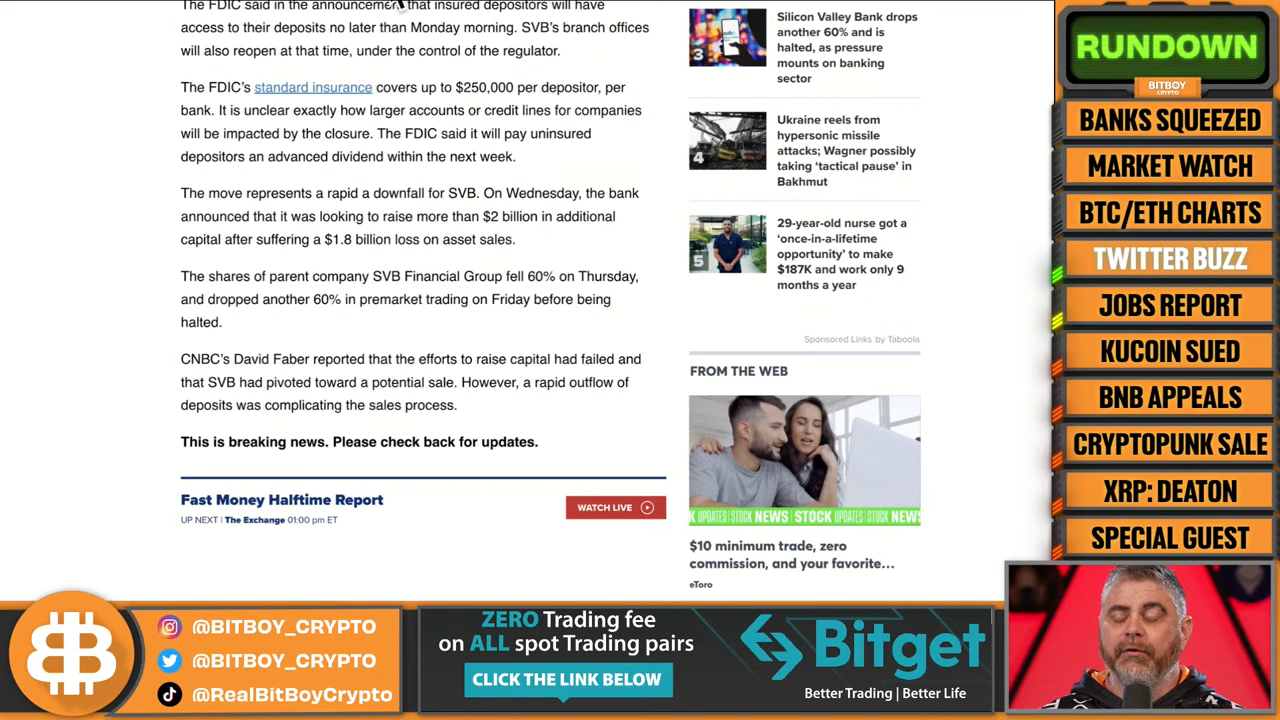 The FDIC said in the announcement that insured depositors will have
access to their deposits no later than Monday morning. SVB's branch offices
will also reopen at that time, under the control of the regulator.
The FDIC's standard insurance covers up to $250,000 per depositor, per
bank. It is unclear exactly how larger accounts or credit lines for companies
will be impacted by the closure. The FDIC said it will pay uninsured
depositors an advanced dividend within the next week.
The move represents a rapid a downfall for SVB. On Wednesday, the bank
announced that it was looking to raise more than $2 billion in additional
capital after suffering a $1.8 billion loss on asset sales.
The shares of parent company SVB Financial Group fell 60% on Thursday,
and dropped another 60% in premarket trading on Friday before being
halted.
CNBC's David Faber reported that the efforts to raise capital had failed and
that SVB had pivoted toward a potential sale. However, a rapid outflow of
deposits was complicating the sales process.
This is breaking news. Please check back for updates.
Fast Money Halftime Report
UP NEXT | The Exchange 01:00 pm ET
WATCH LIVE
3
Silicon Valley Bank drops
another 60% and is
halted, as pressure
mounts on banking
sector
4
Ukraine reels from
hypersonic missile
attacks; Wagner possibly
taking 'tactical pause' in
Bakhmut
5
29-year-old nurse got a
'once-in-a-lifetime
opportunity' to make
$187K and work only 9
months a year
Sponsored Links by Taboola
FROM THE WEB
K UPDATES | STOCK NEWS | STOCK UPDATES | STOCK NEWS
$10 minimum trade, zero
commission, and your favorite…
eToro
RUNDOWN
BITBOY
CRYPTO
BANKS SQUEEZED
MARKET WATCH
BTC/ETH CHARTS
TWITTER BUZZ
JOBS REPORT
KUCOIN SUED
BNB APPEALS
CRYPTOPUNK SALE
XRP: DEATON
SPECIAL GUEST
@BITBOY_CRYPTO
@BITBOY_CRYPTO
@RealBitBoyCrypto
ZERO Trading fee
on ALL spot Trading pairs
CLICK THE LINK BELOW
Bitget
Better Trading | Better Life